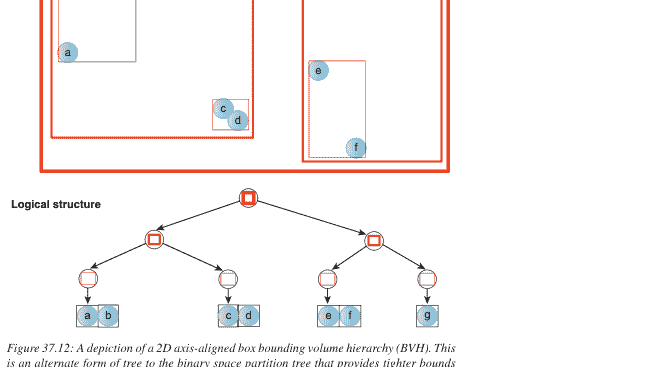 a
e
c
d
f
Logical structure
a b c d e f g
Figure 37.12: A depiction of a 2D axis-aligned box bounding volume hierarchy (BVH). This
is an alternate form of tree to the binary space partition tree that provides tighter bounds